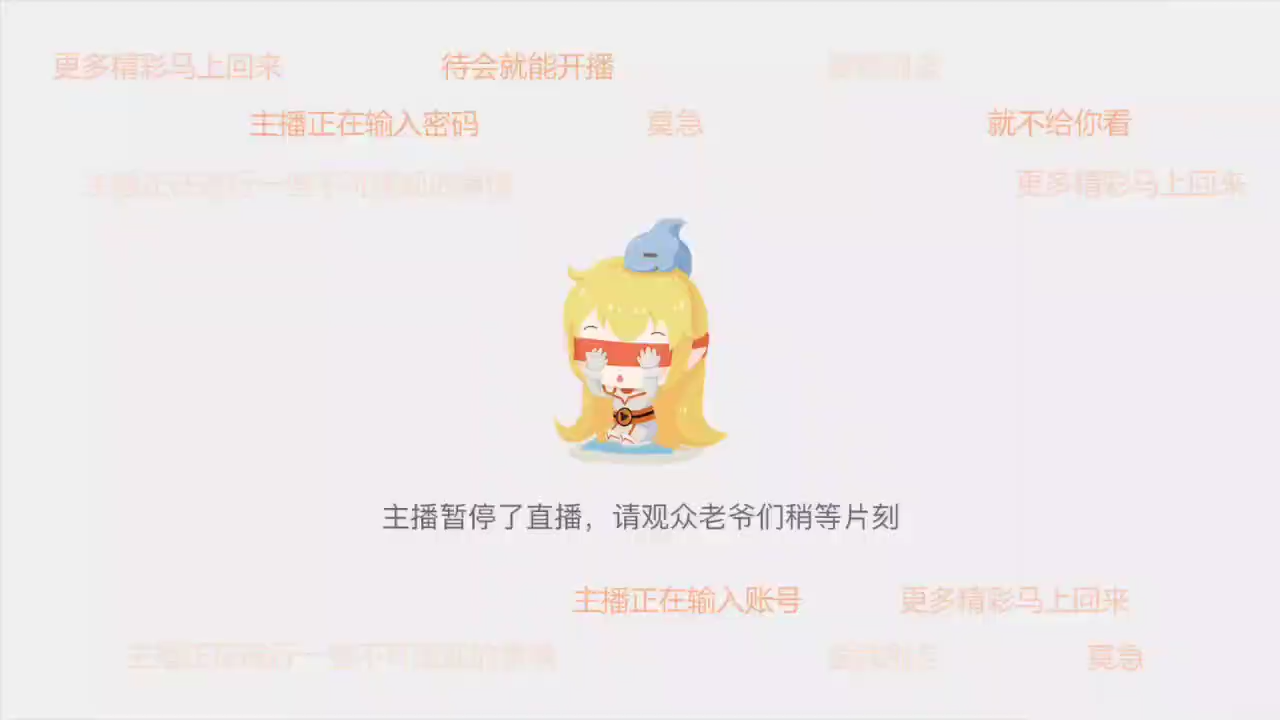 更多精彩马上回来
待会就能开播
主播正在输入密码
莫急
就不给你看
更多精彩马上回来
主播暂停了直播，请观众老爷们稍等片刻
主播正在输入账号
更多精彩马上回来
莫急